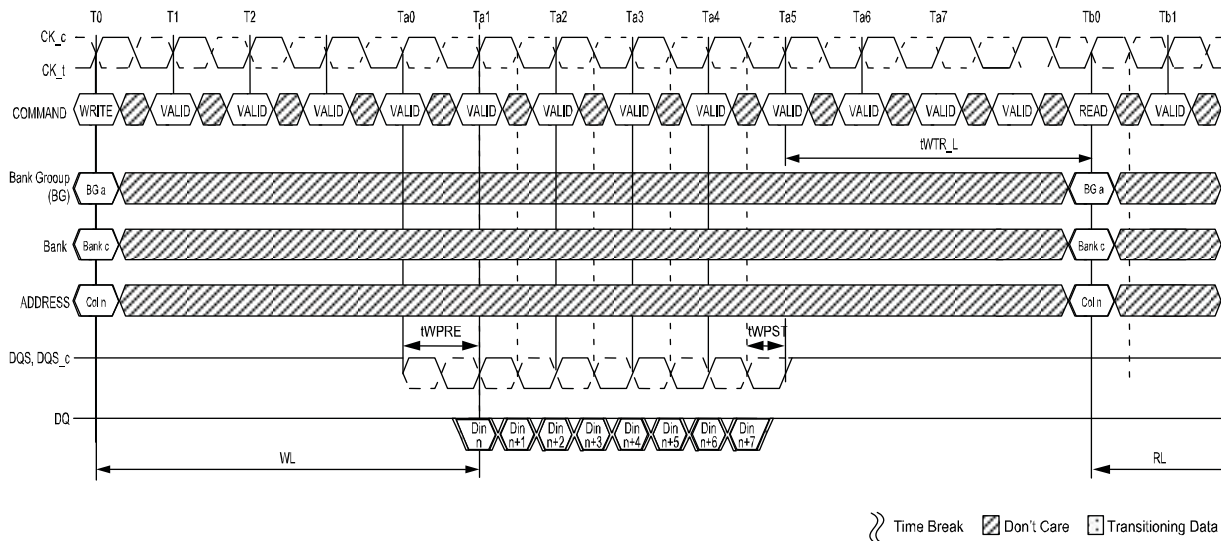 T0 T1 T2 Ta0 Ta1 Ta2 Ta3 Ta4 Ta5 Ta6 Ta7 Tb0 Tb1
CK_c
CK_t
COMMAND WRITE VALID VALID VALID VALID VALID VALID VALID VALID VALID VALID VALID VALID READ VALID
tWTR_L
Bank Grooup
(BG)
BG a BG a
Bank Bank c Bank c
ADDRESS Col n Col n
tWPRE tWPST
DQS, DQS_c
DQ
Din Din Din Din Din Din Din Din
n n+1 n+2 n+3 n+4 n+5 n+6 n+7
WL RL
Time Break Don't Care Transitioning Data